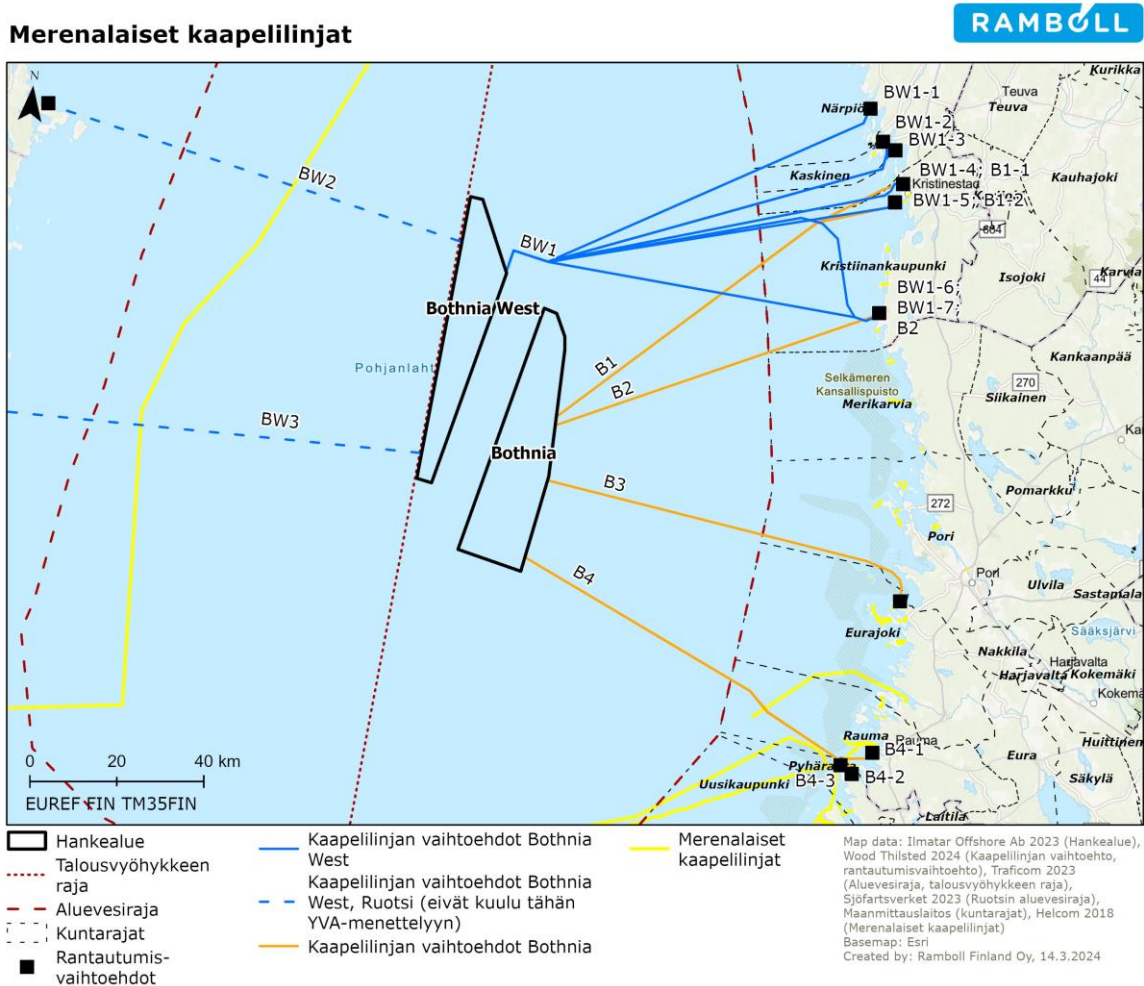 Merenalaiset kaapelilinjat
RAMBOLL
N
BW1-1
Närpiö
BW1-2
BW1-3
Kaskinen
BW1-4; B1-1
Kristinestad
BW1-5; B1-2
Kurikka
Teuva
Teuva
Kauhajoki
664
BW2
BW1
Bothnia West
Pohjanlaht
Kristiinankaupunki
BW1-6;
BW1-7;
B2
Isojoki
44
Karvia
Kankaanpää
B1
B2
Selkämeren
Kansallispuisto
Merikarvia
270
Siikainen
BW3
Bothnia
B3
272
Pomarkku
Pori
Pori
Ulvila
Sastamala
B4
Eurajoki
Sääksjärvi
Nakkila
Harjavalta
Harjavalta
Kokemäki
Kokemä
Rauma
Rauma
B4-1
Pyhäranta
B4-3
B4-2
Uusikaupunki
Eura
Huittinen
Säkylä
Laitila
0 20 40 km
EUREF FIN TM35FIN
Hankealue
Talousvyöhykkeen
raja
Aluevesiraja
Kuntarajat
Rantautumis-
vaihtoehdot
Kaapelilinjan vaihtoehdot Bothnia
West
Kaapelilinjan vaihtoehdot Bothnia
West, Ruotsi (eivät kuulu tähän
YVA-menettelyyn)
Kaapelilinjan vaihtoehdot Bothnia
Merenalaiset
kaapelilinjat
Map data: Ilmatar Offshore Ab 2023 (Hankealue),
Wood Thilsted 2024 (Kaapelilinjan vaihtoehto,
rantautumisvaihtoehto), Traficom 2023
(Aluevesiraja, talousvyöhykkeen raja),
Sjöfartsverket 2023 (Ruotsin aluevesiraja),
Maanmittauslaitos (kuntarajat), Helcom 2018
(Merenalaiset kaapelilinjat)
Basemap: Esri
Created by: Ramboll Finland Oy, 14.3.2024